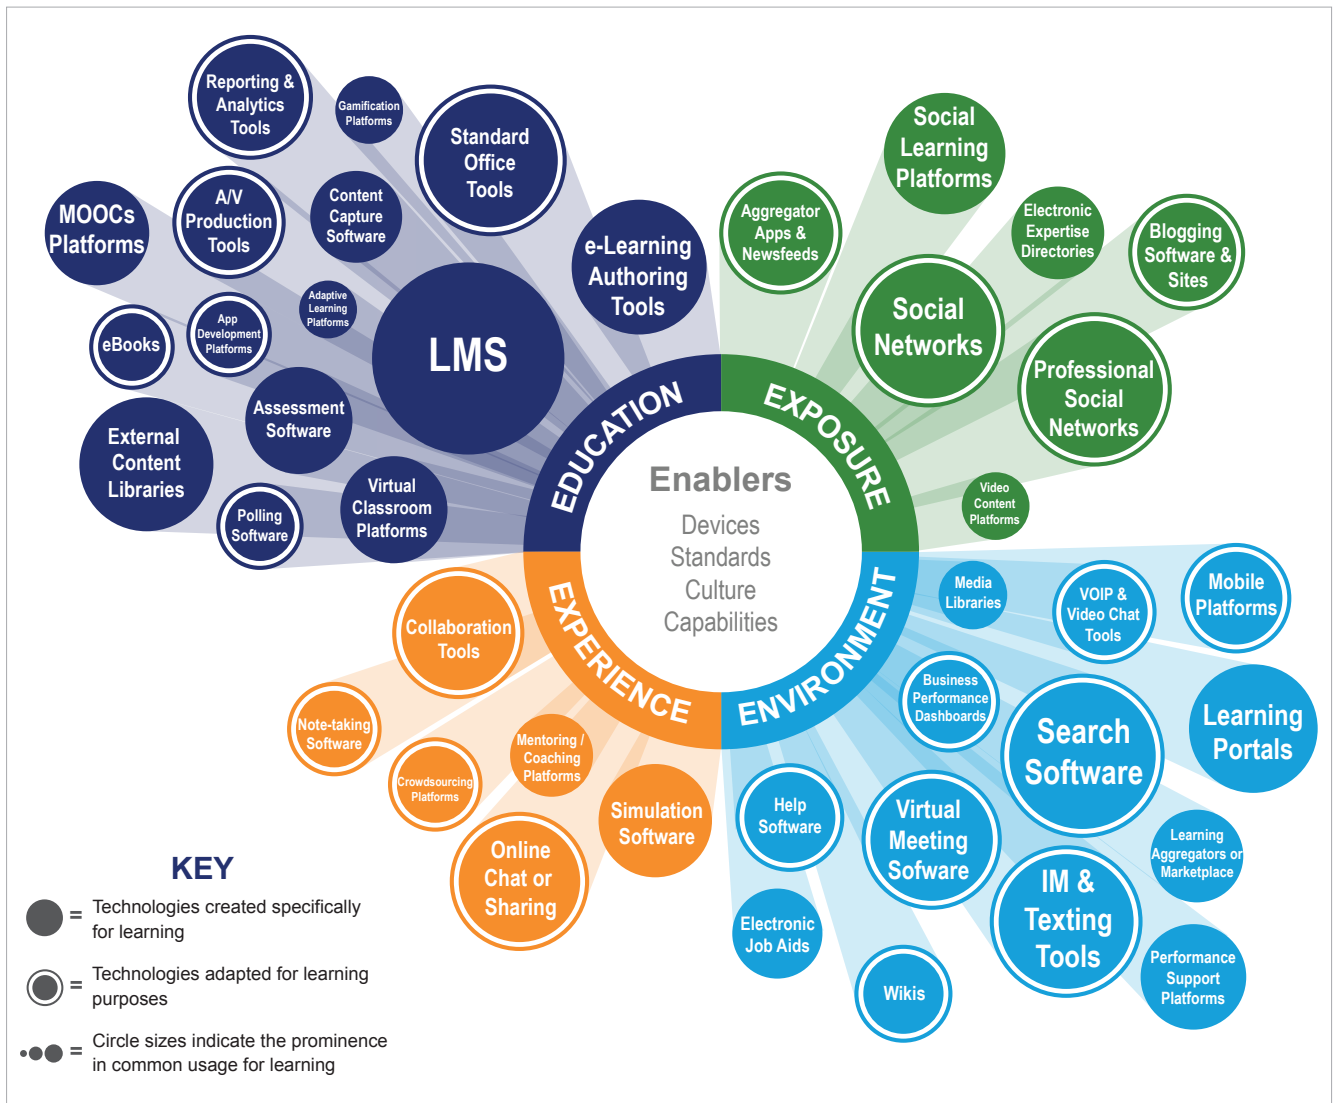 Reporting &
Analytics
Tools
Gamification
Platforms
Standard
Office
Tools
MOOCs
Platforms
A/V
Production
Tools
Content
Capture
Software
e-Learning
Authoring
Tools
eBooks
App
Development
Platforms
Adaptive
Learning
Platforms
LMS
External
Content
Libraries
Assessment
Software
Polling
Software
Virtual
Classroom
Platforms
EDUCATION
Social
Learning
Platforms
Aggregator
Apps &
Newsfeeds
Electronic
Expertise
Directories
Blogging
Software &
Sites
Social
Networks
Professional
Social
Networks
Video
Content
Platforms
EXPOSURE
Enablers
Devices
Standards
Culture
Capabilities
EXPERIENCE
Collaboration
Tools
Note-taking
Software
Crowdsourcing
Platforms
Mentoring /
Coaching
Platforms
Online
Chat or
Sharing
Simulation
Software
ENVIRONMENT
Media
Libraries
VOIP &
Video Chat
Tools
Mobile
Platforms
Business
Performance
Dashboards
Search
Software
Learning
Portals
Help
Software
Virtual
Meeting
Sofware
Learning
Aggregators or
Marketplace
Electronic
Job Aids
Wikis
IM &
Texting
Tools
Performance
Support
Platforms
KEY
= Technologies created specifically
for learning
= Technologies adapted for learning
purposes
= Circle sizes indicate the prominence
in common usage for learning